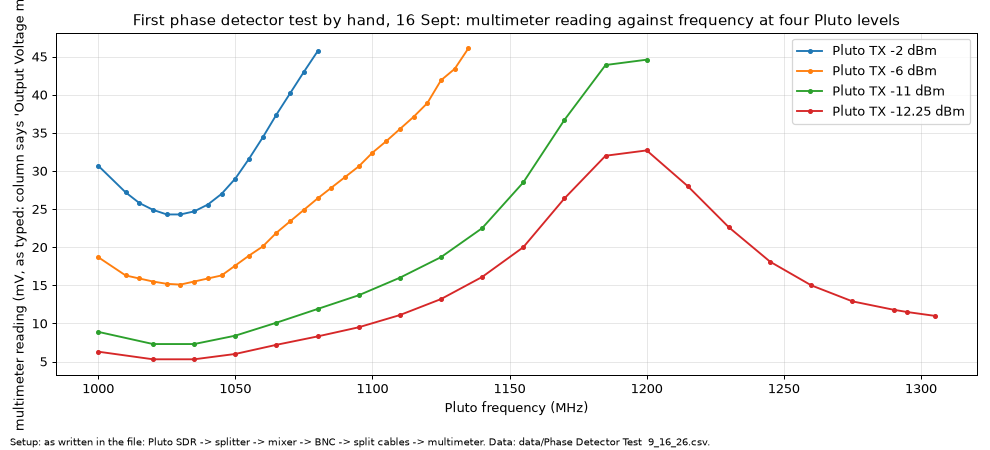 First phase detector test by hand, 16 Sept: multimeter reading against frequency at four Pluto levels
multimeter reading (mV, as typed; column says 'Output Voltage m
45
40
35
30
25
20
15
10
5
Pluto TX -2 dBm
Pluto TX -6 dBm
Pluto TX -11 dBm
Pluto TX -12.25 dBm
1000
1050
1100
1150
1200
1250
1300
Pluto frequency (MHz)
Setup: as written in the file: Pluto SDR -> splitter -> mixer -> BNC -> split cables -> multimeter. Data: data/Phase Detector Test  9_16_26.csv.